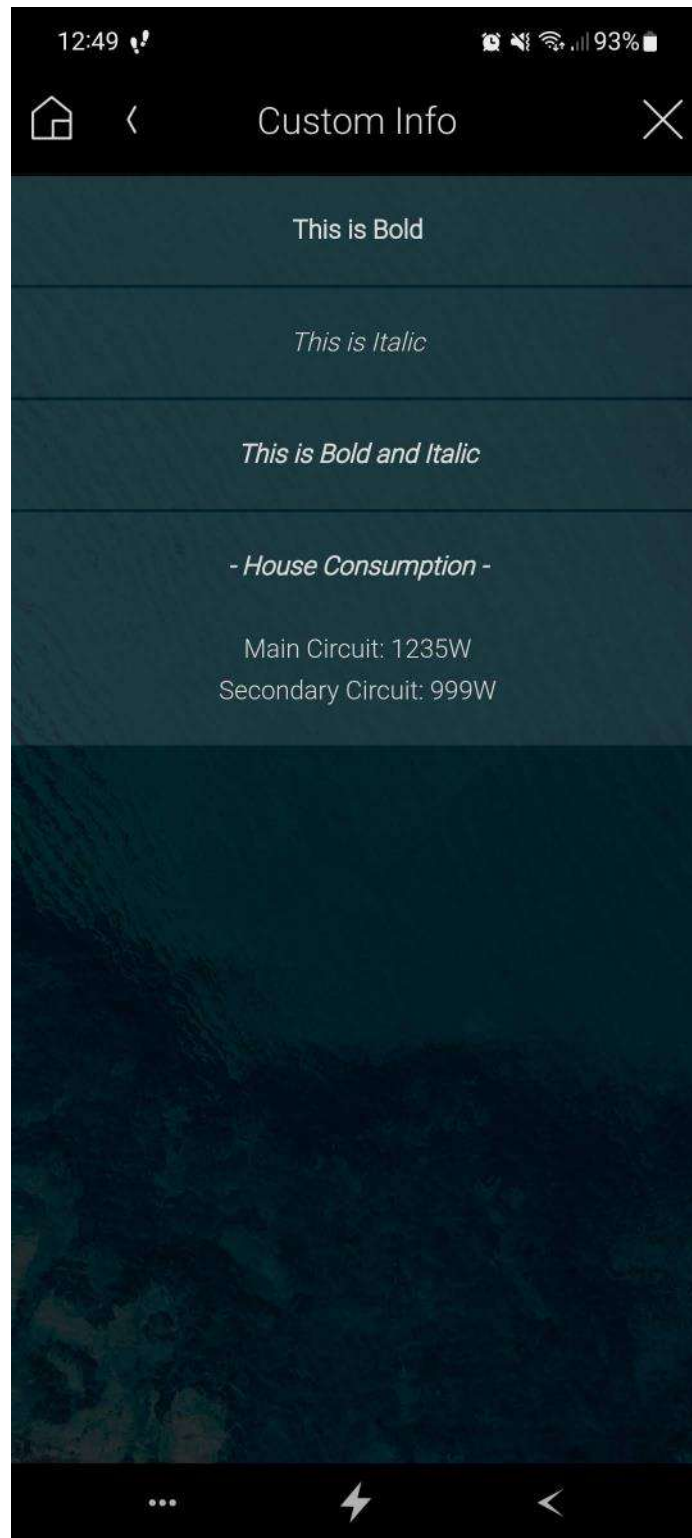 12:49
93%
Custom Info
This is Bold
This is Italic
This is Bold and Italic
- House Consumption -
Main Circuit: 1235W
Secondary Circuit: 999W